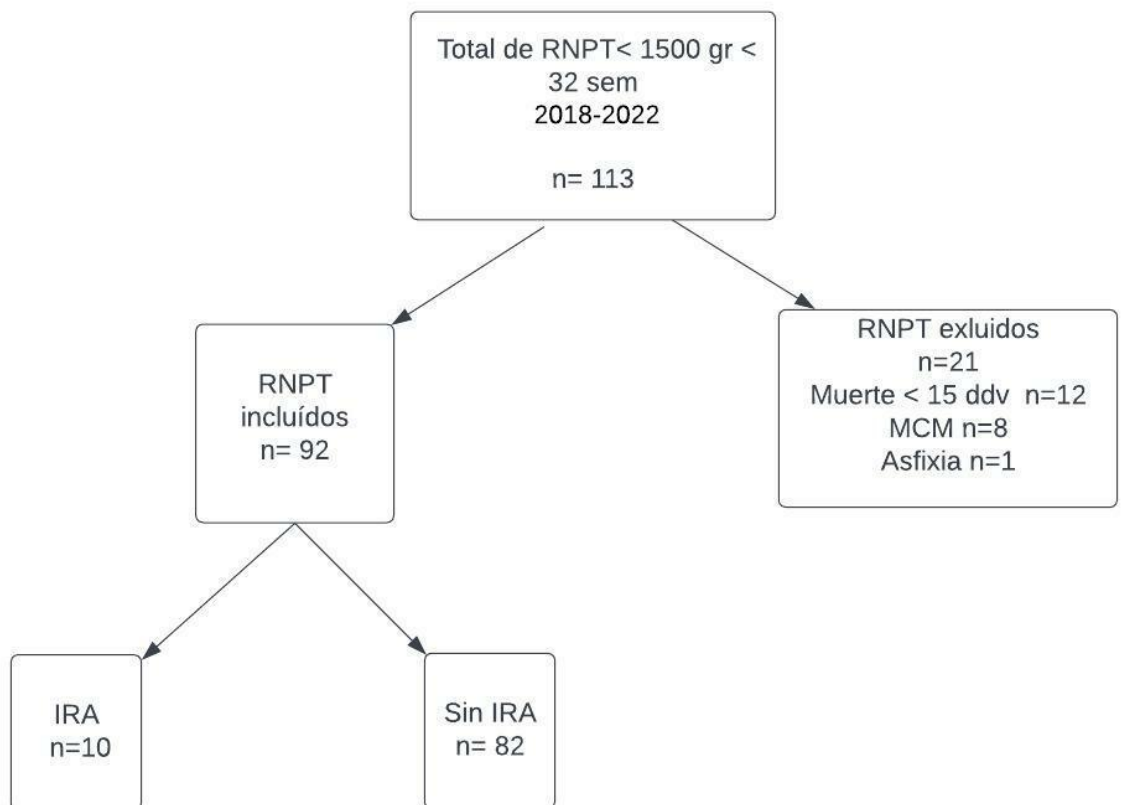 Total de RNPT< 1500 gr <
32 sem
2018-2022
n= 113
RNPT
incluídos
n= 92
RNPT exluidos
n=21
Muerte < 15 ddv n=12
MCM n=8
Asfixia n=1
IRA
n=10
Sin IRA
n= 82